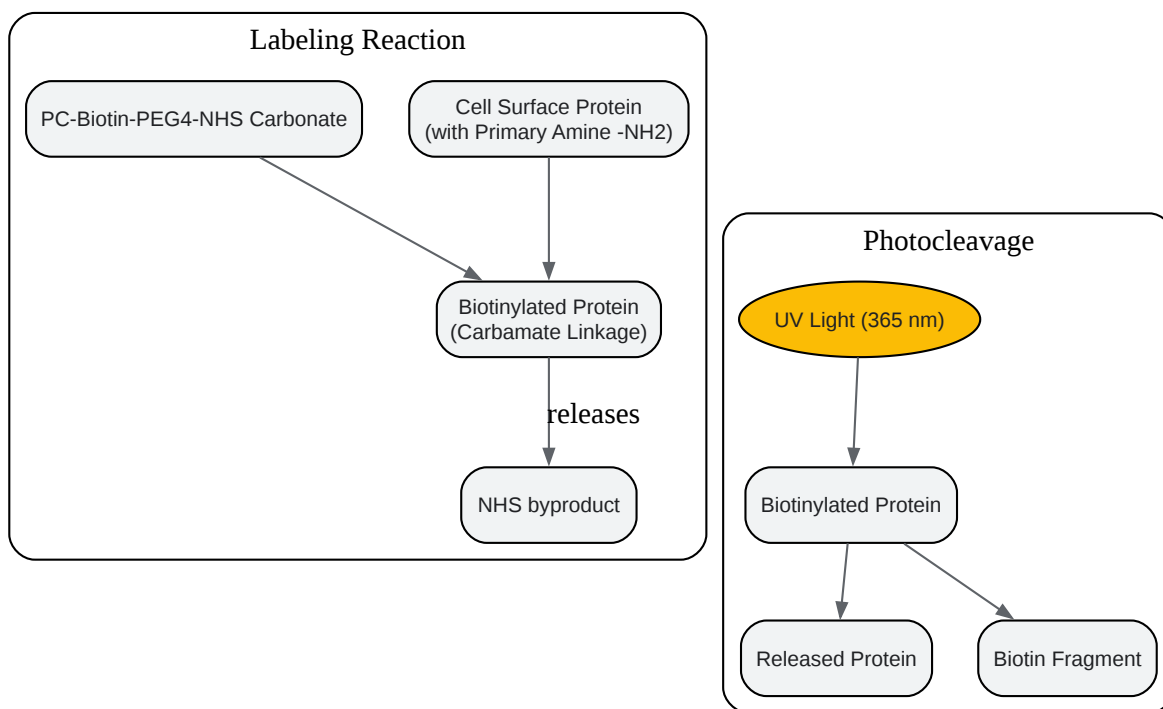 Labeling Reaction
PC-Biotin-PEG4-NHS Carbonate
Cell Surface Protein
(with Primary Amine -NH2)
Biotinylated Protein
(Carbamate Linkage)
releases
NHS byproduct
Photocleavage
UV Light (365 nm)
Biotinylated Protein
Released Protein
Biotin Fragment